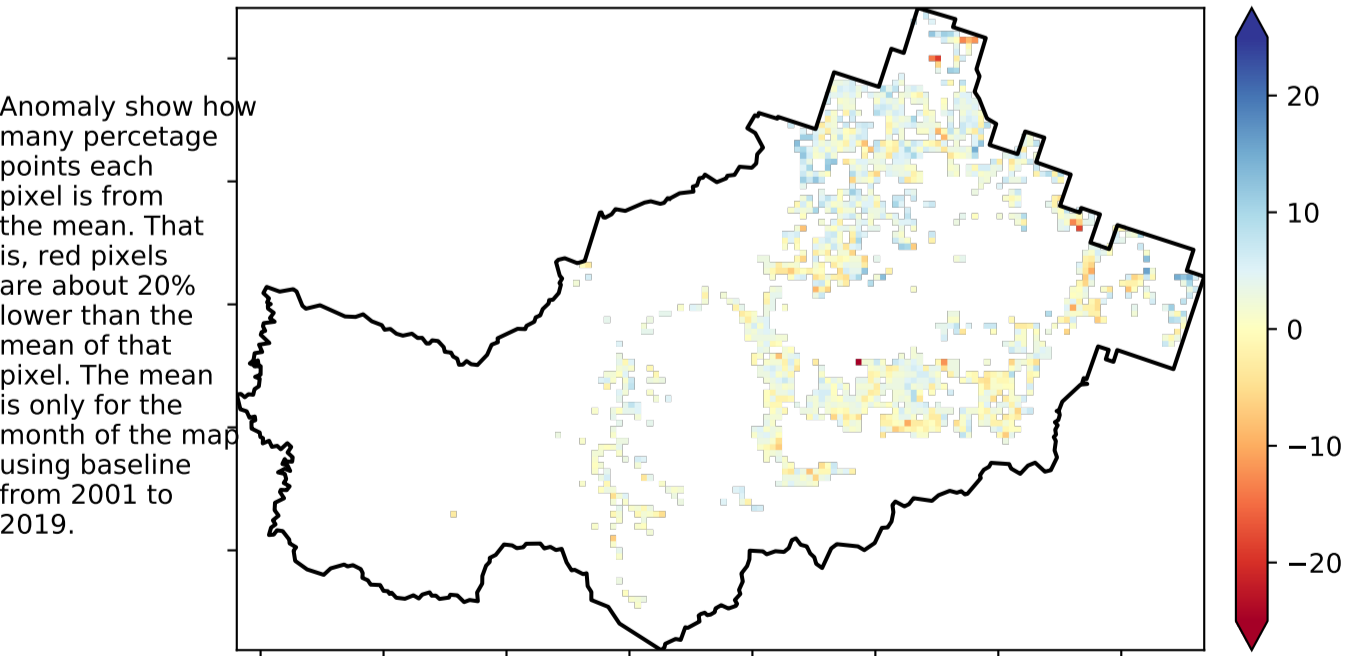 Anomaly show how
many percetage
points each
pixel is from
the mean. That
is, red pixels
are about 20%
lower than the
mean of that
pixel. The mean
is only for the
month of the map
using baseline
from 2001 to
2019.
20
10
0
−10
−20